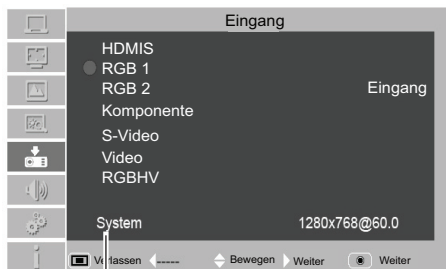 Eingang
HDMIS
RGB 1
RGB 2 Eingang
Komponente
S-Video
Video
RGBHV
System 1280x768@60.0
Verlassen ----- Bewegen Weiter Weiter